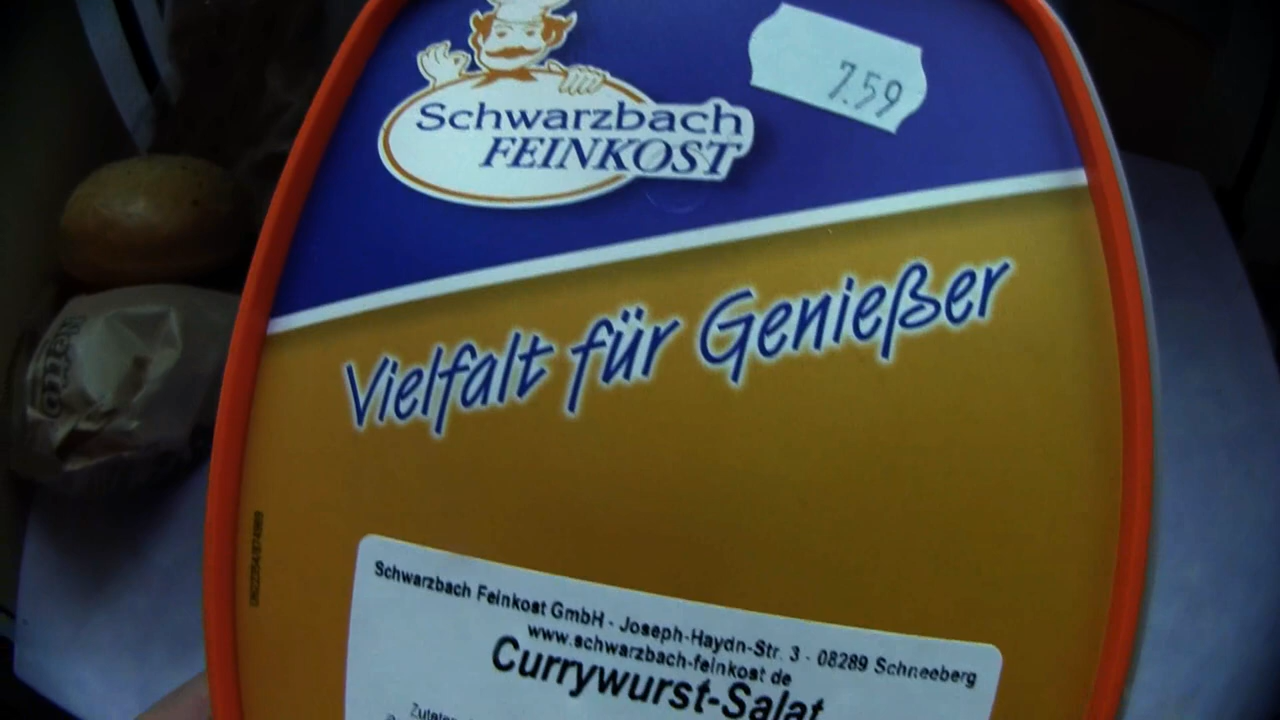 Schwarzbach
FEINKOST
7.59
Vielfalt für Genießer
Schwarzbach Feinkost GmbH - Joseph-Haydn-Str. 3 - 08289 Schneeberg
www.schwarzbach-feinkost.de
Currywurst-Salat
Zutaten